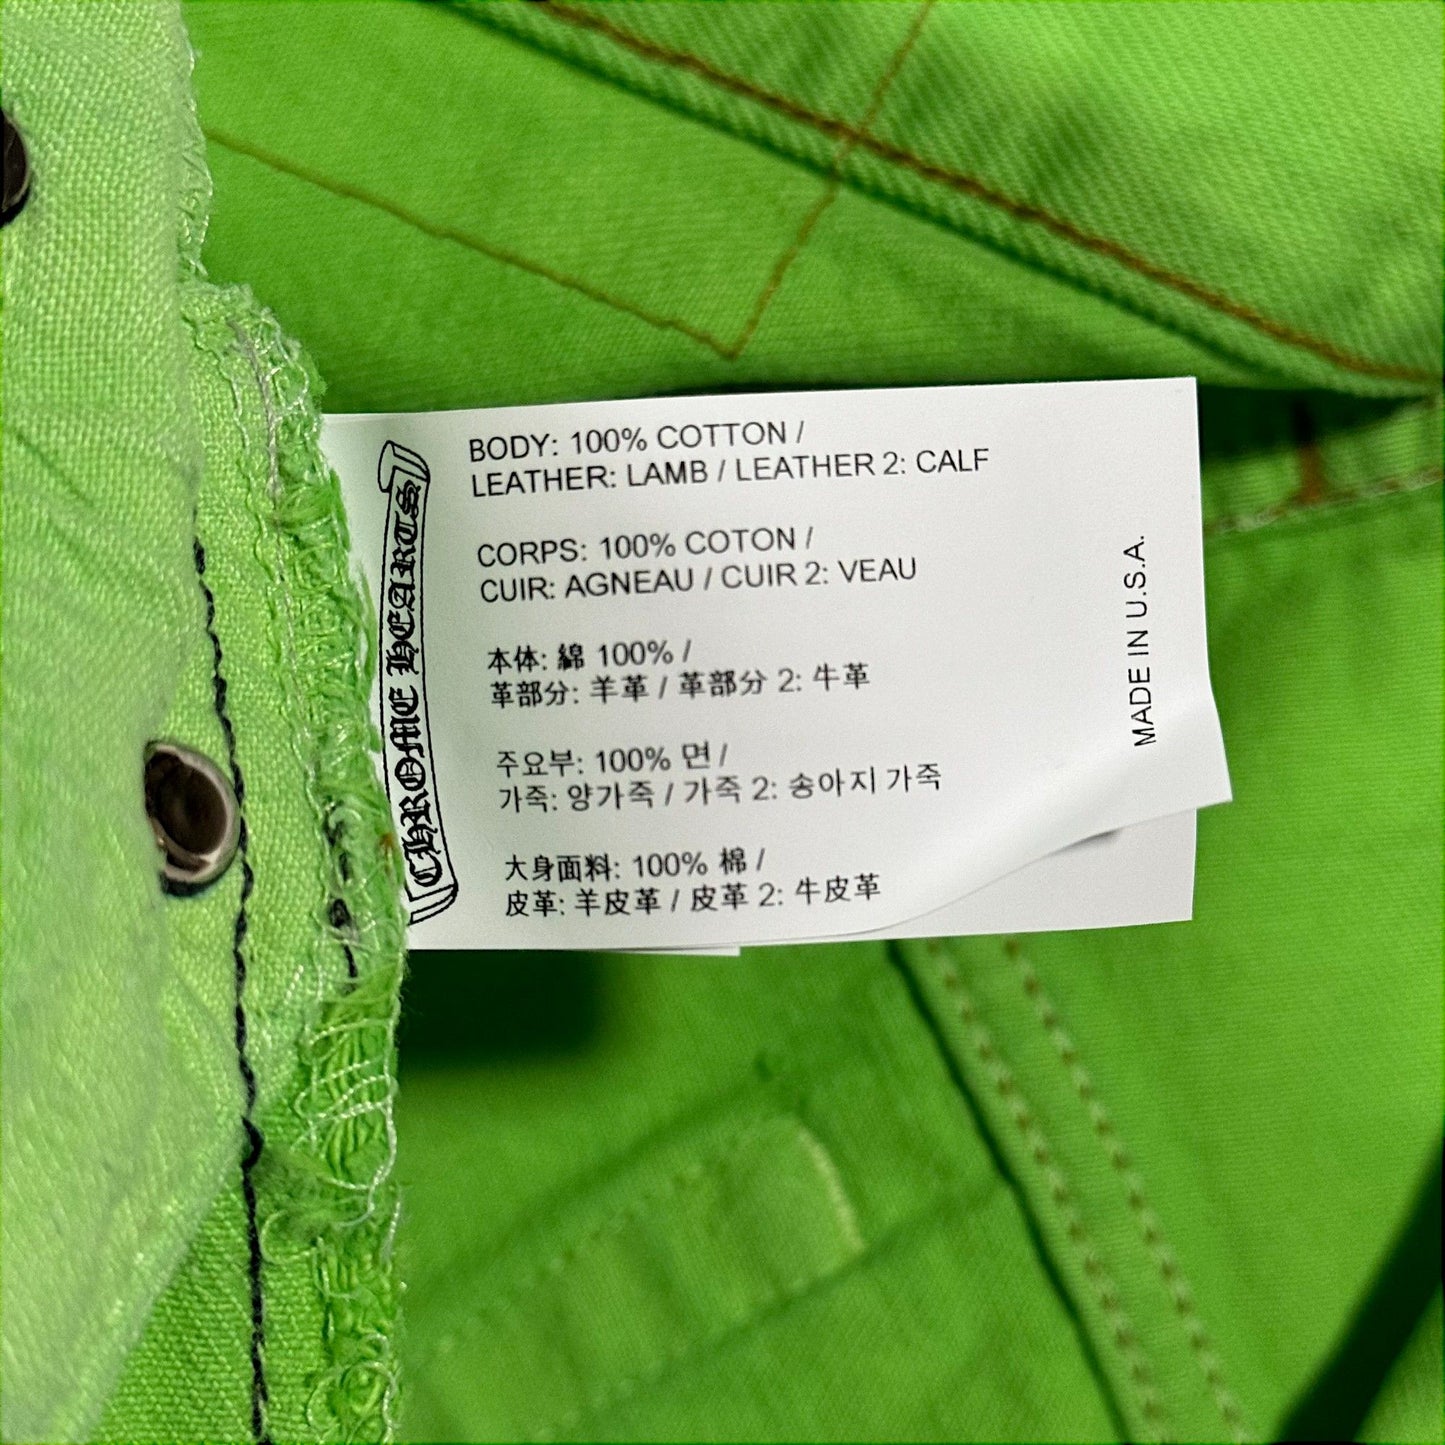 CHROME HEARTS
BODY: 100% COTTON /
LEATHER: LAMB / LEATHER 2: CALF
CORPS: 100% COTON /
CUIR: AGNEAU / CUIR 2: VEAU
本体: 綿 100% /
革部分: 羊革 / 革部分 2: 牛革
주요부: 100% 면 /
가죽: 양가죽 / 가죽 2: 송아지 가죽
大身面料: 100% 棉 /
皮革: 羊皮革 / 皮革 2: 牛皮革
MADE IN U.S.A.